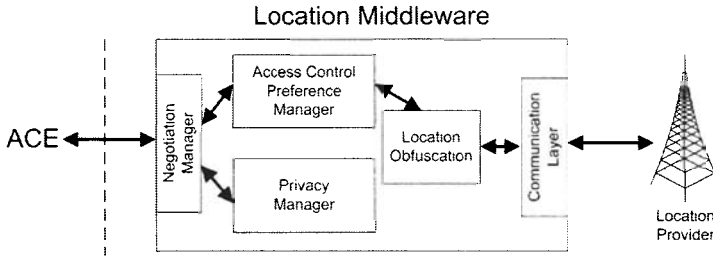 Location Middleware
ACE
Negotiation
Manager
Access Control
Preference
Manager
Privacy
Manager
Location
Obfuscation
Communication
Layer
Location
Provider